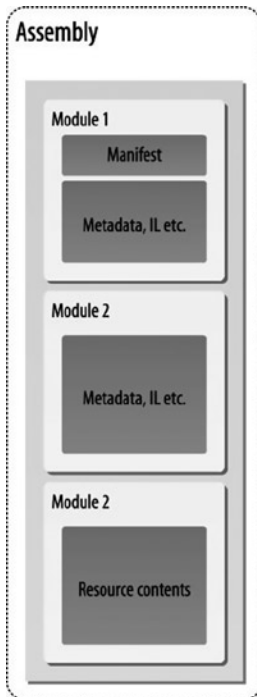 Assembly
Module 1
Manifest
Metadata, IL etc.
Module 2
Metadata, IL etc.
Module 2
Resource contents